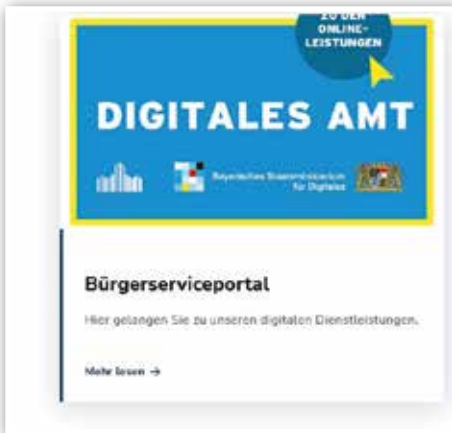 ZU DEN
ONLINE-
LEISTUNGEN
DIGITALES AMT
Bayerisches Staatsministerium
für Digitales
Bürgerserviceportal
Hier gelangen Sie zu unseren digitalen Dienstleistungen.
Mehr lesen →